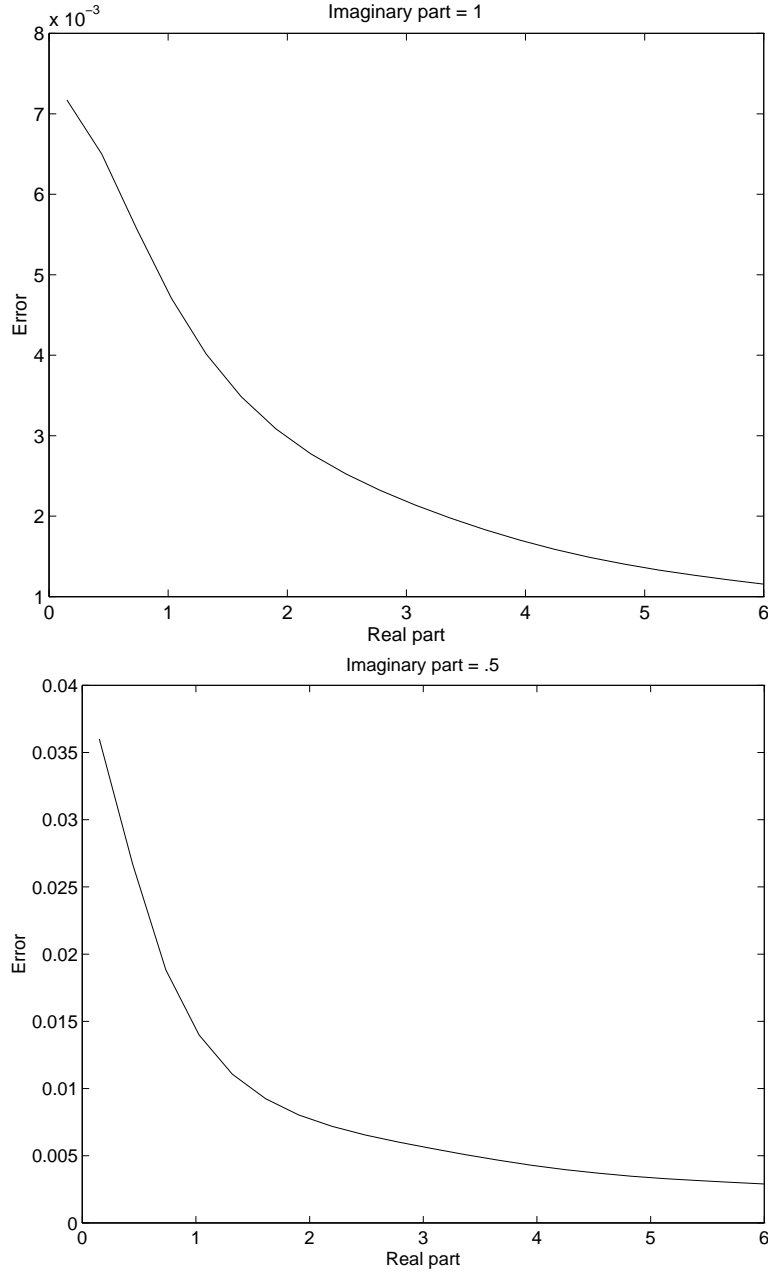 Imaginary part = 1
x 10⁻³
8
7
6
5
4
3
2
1
Error
0 1 2 3 4 5 6
Real part
Imaginary part = .5
0.04
0.035
0.03
0.025
0.02
0.015
0.01
0.005
0
Error
0 1 2 3 4 5 6
Real part